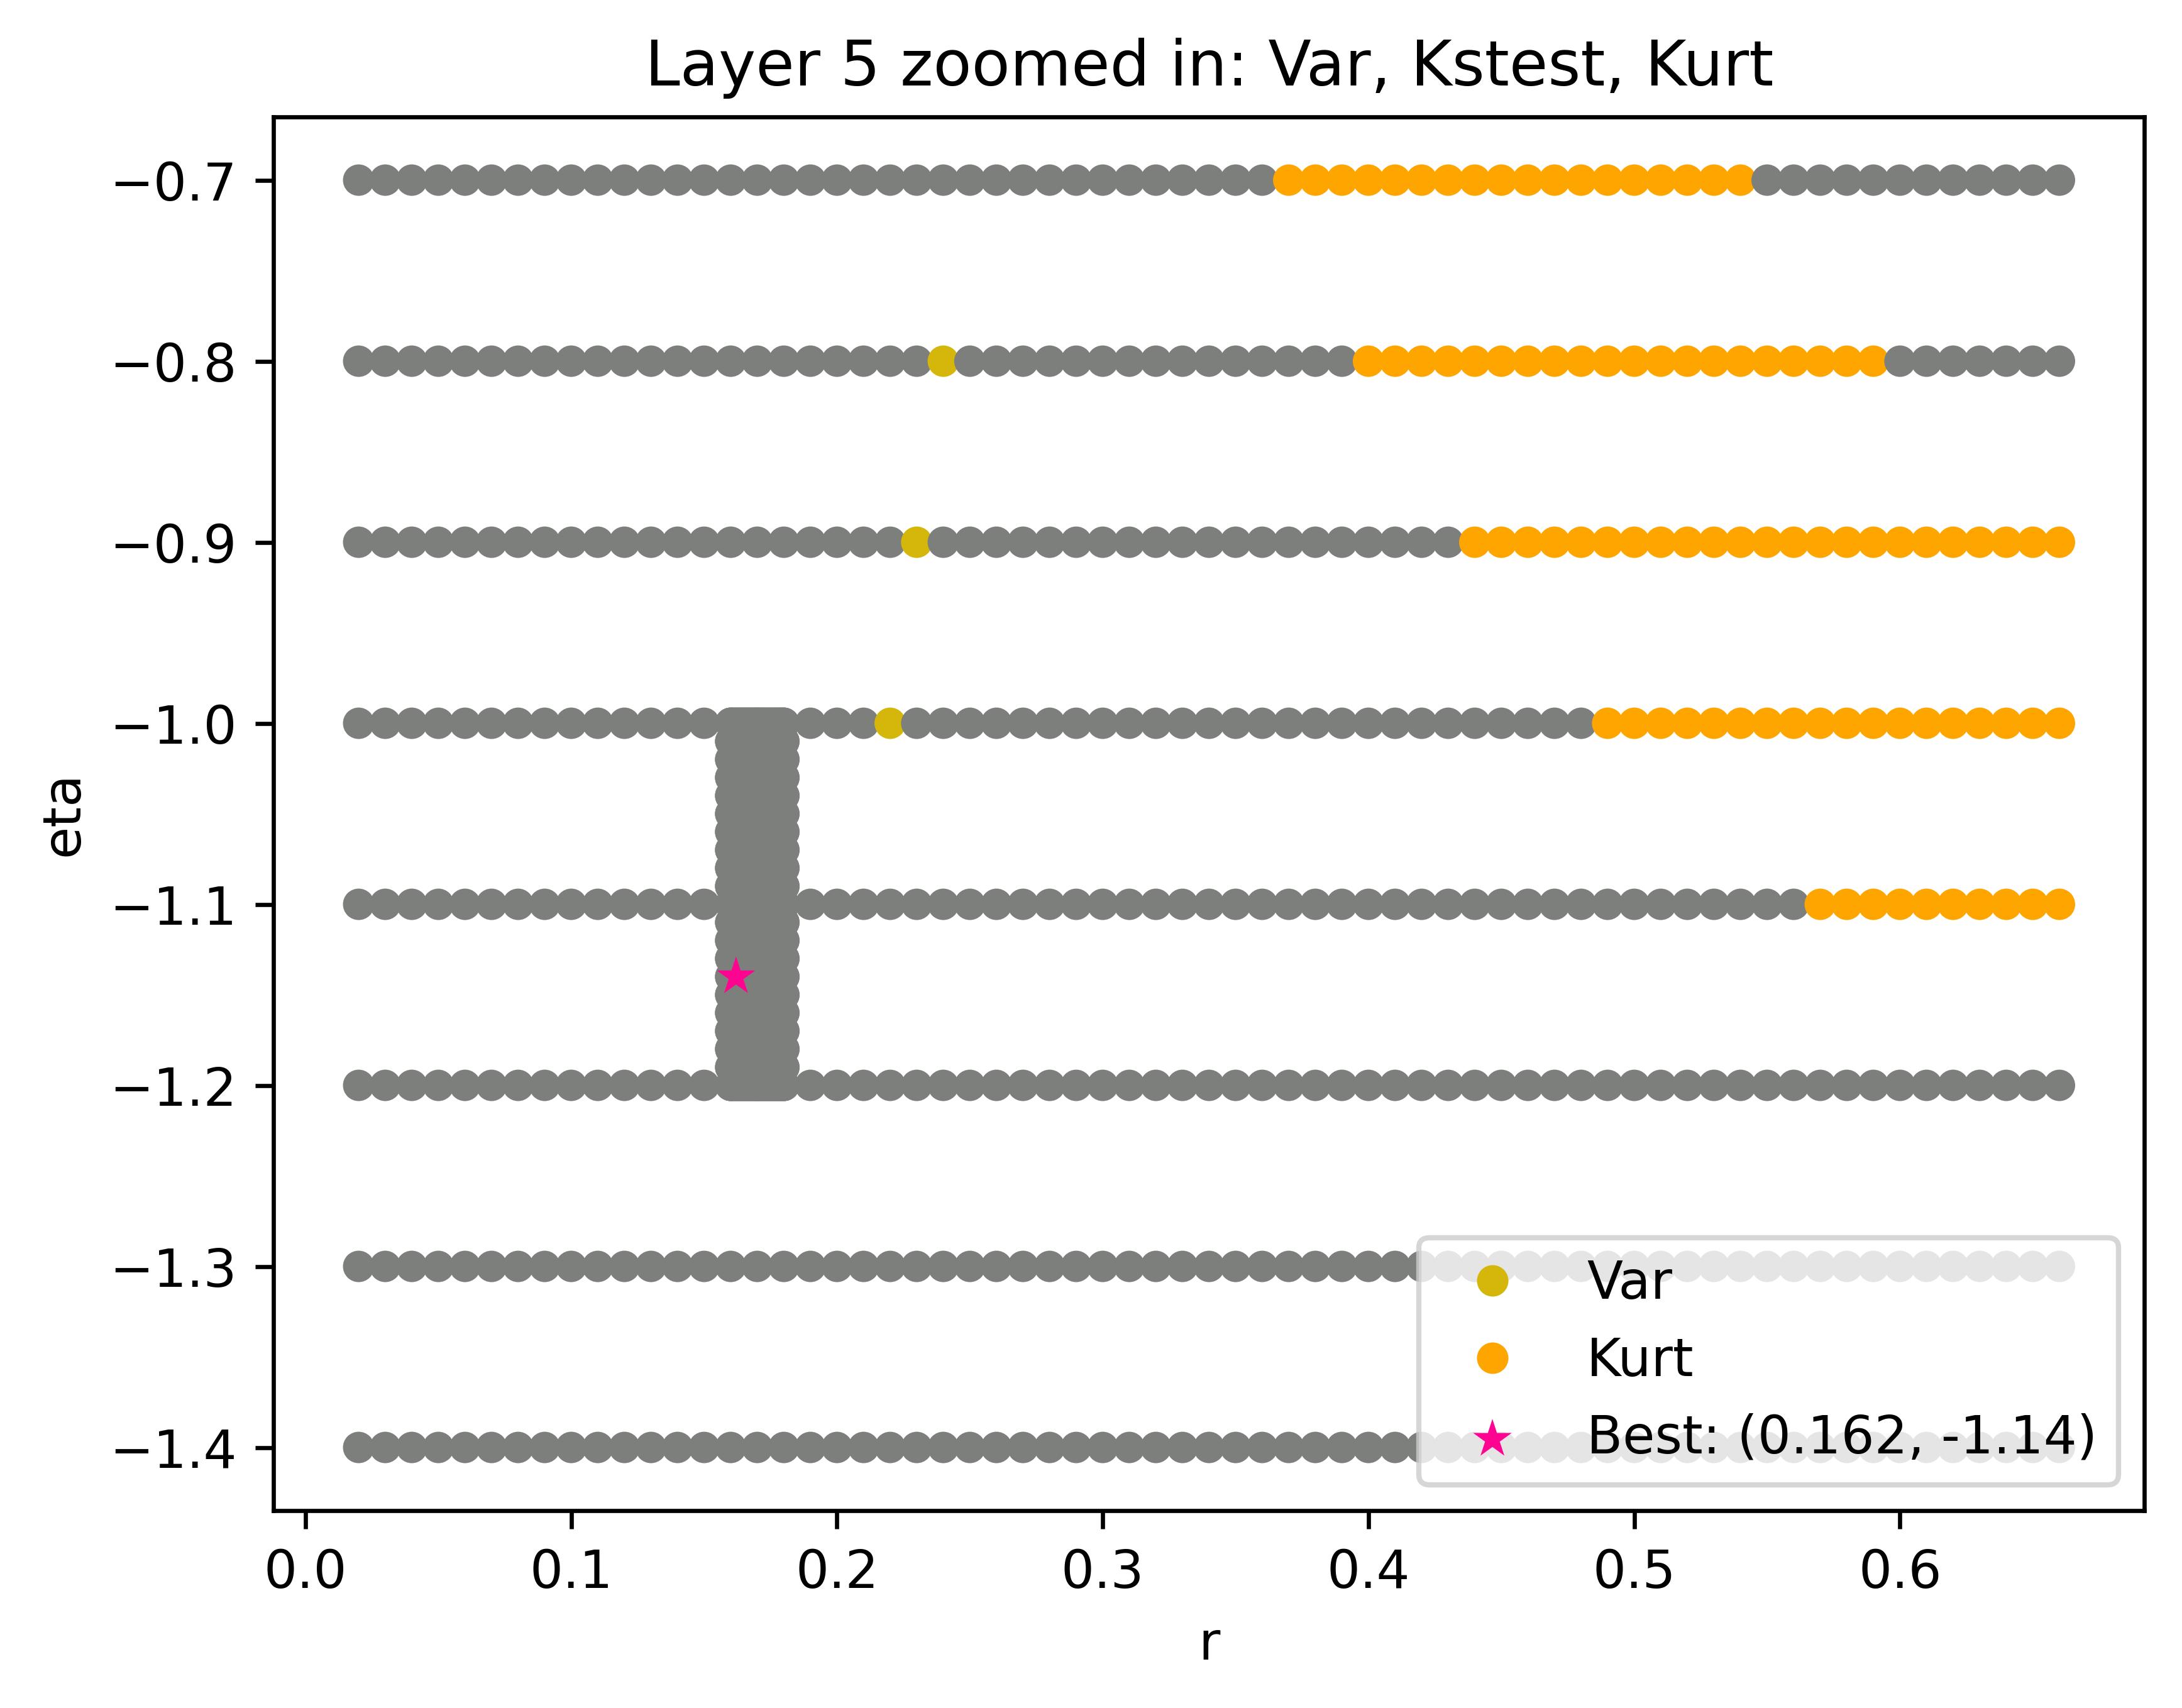 Layer 5 zoomed in: Var, Kstest, Kurt
−0.7
−0.8
−0.9
−1.0
−1.1
−1.2
−1.3
−1.4
eta
Var
Kurt
Best: (0.162, -1.14)
0.0 0.1 0.2 0.3 0.4 0.5 0.6
r